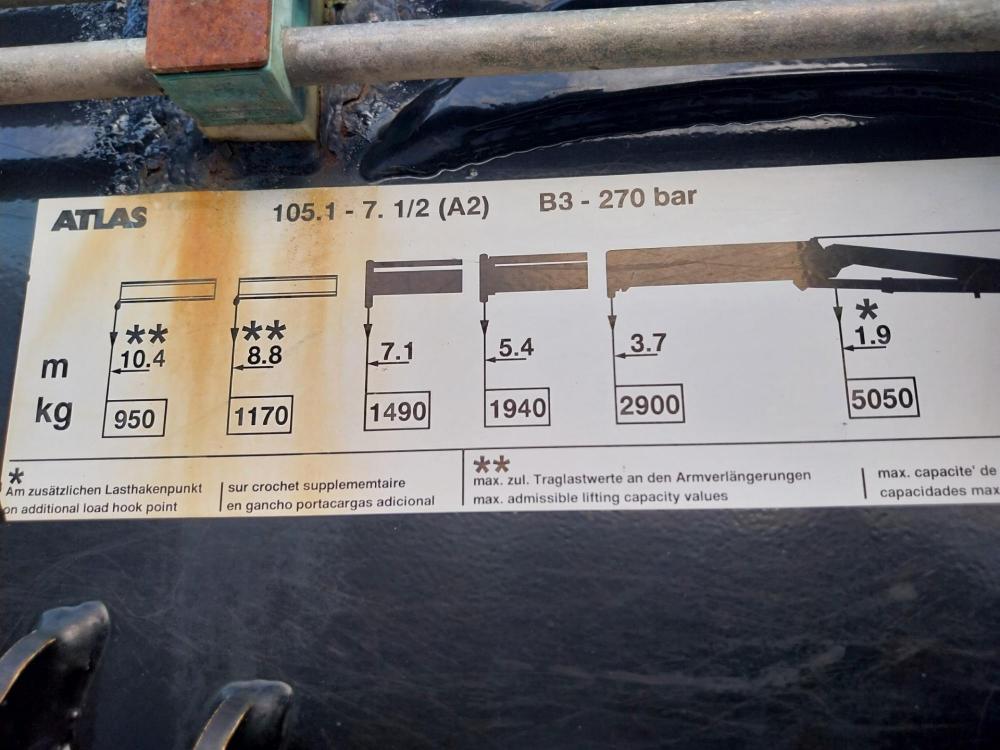 ATLAS 105.1 - 7. 1/2 (A2) B3 - 270 bar
m ** 10.4 ** 8.8 7.1 5.4 3.7 * 1.9
kg 950 1170 1490 1940 2900 5050
*
Am zusätzlichen Lasthakenpunkt
on additional load hook point
sur crochet supplememtaire
en gancho portacargas adicional
**
max. zul. Traglastwerte an den Armverlängerungen
max. admissible lifting capacity values
max. capacite' de
capacidades max